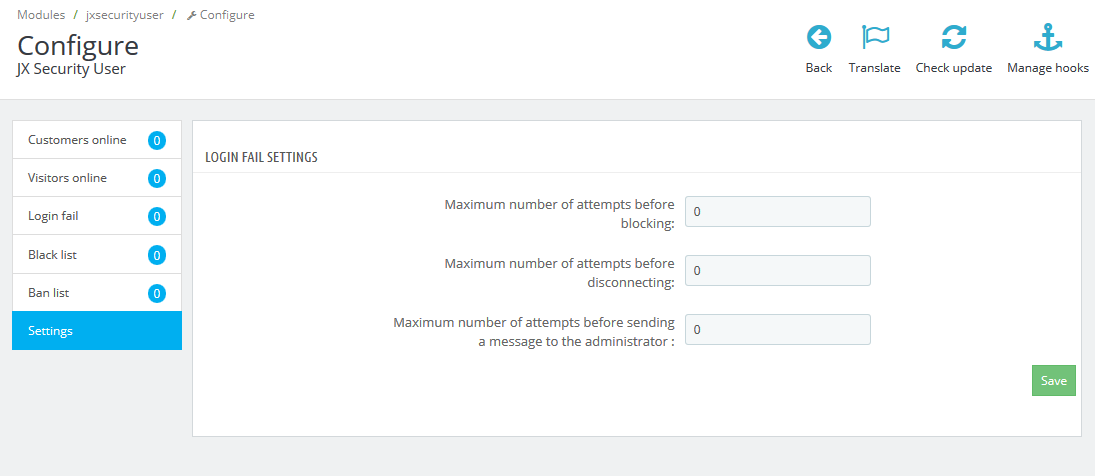 Modules / jxsecurityuser / Configure
Configure
JX Security User
Back
Translate
Check update
Manage hooks
Customers online 0
Visitors online 0
Login fail 0
Black list 0
Ban list 0
Settings
LOGIN FAIL SETTINGS
Maximum number of attempts before
blocking:
0
Maximum number of attempts before
disconnecting:
0
Maximum number of attempts before sending
a message to the administrator :
0
Save